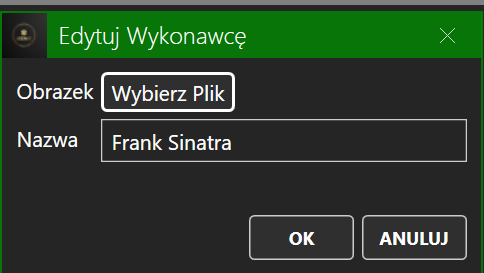 Edytuj Wykonawcę
Obrazek Wybierz Plik
Nazwa Frank Sinatra
OK ANULUJ